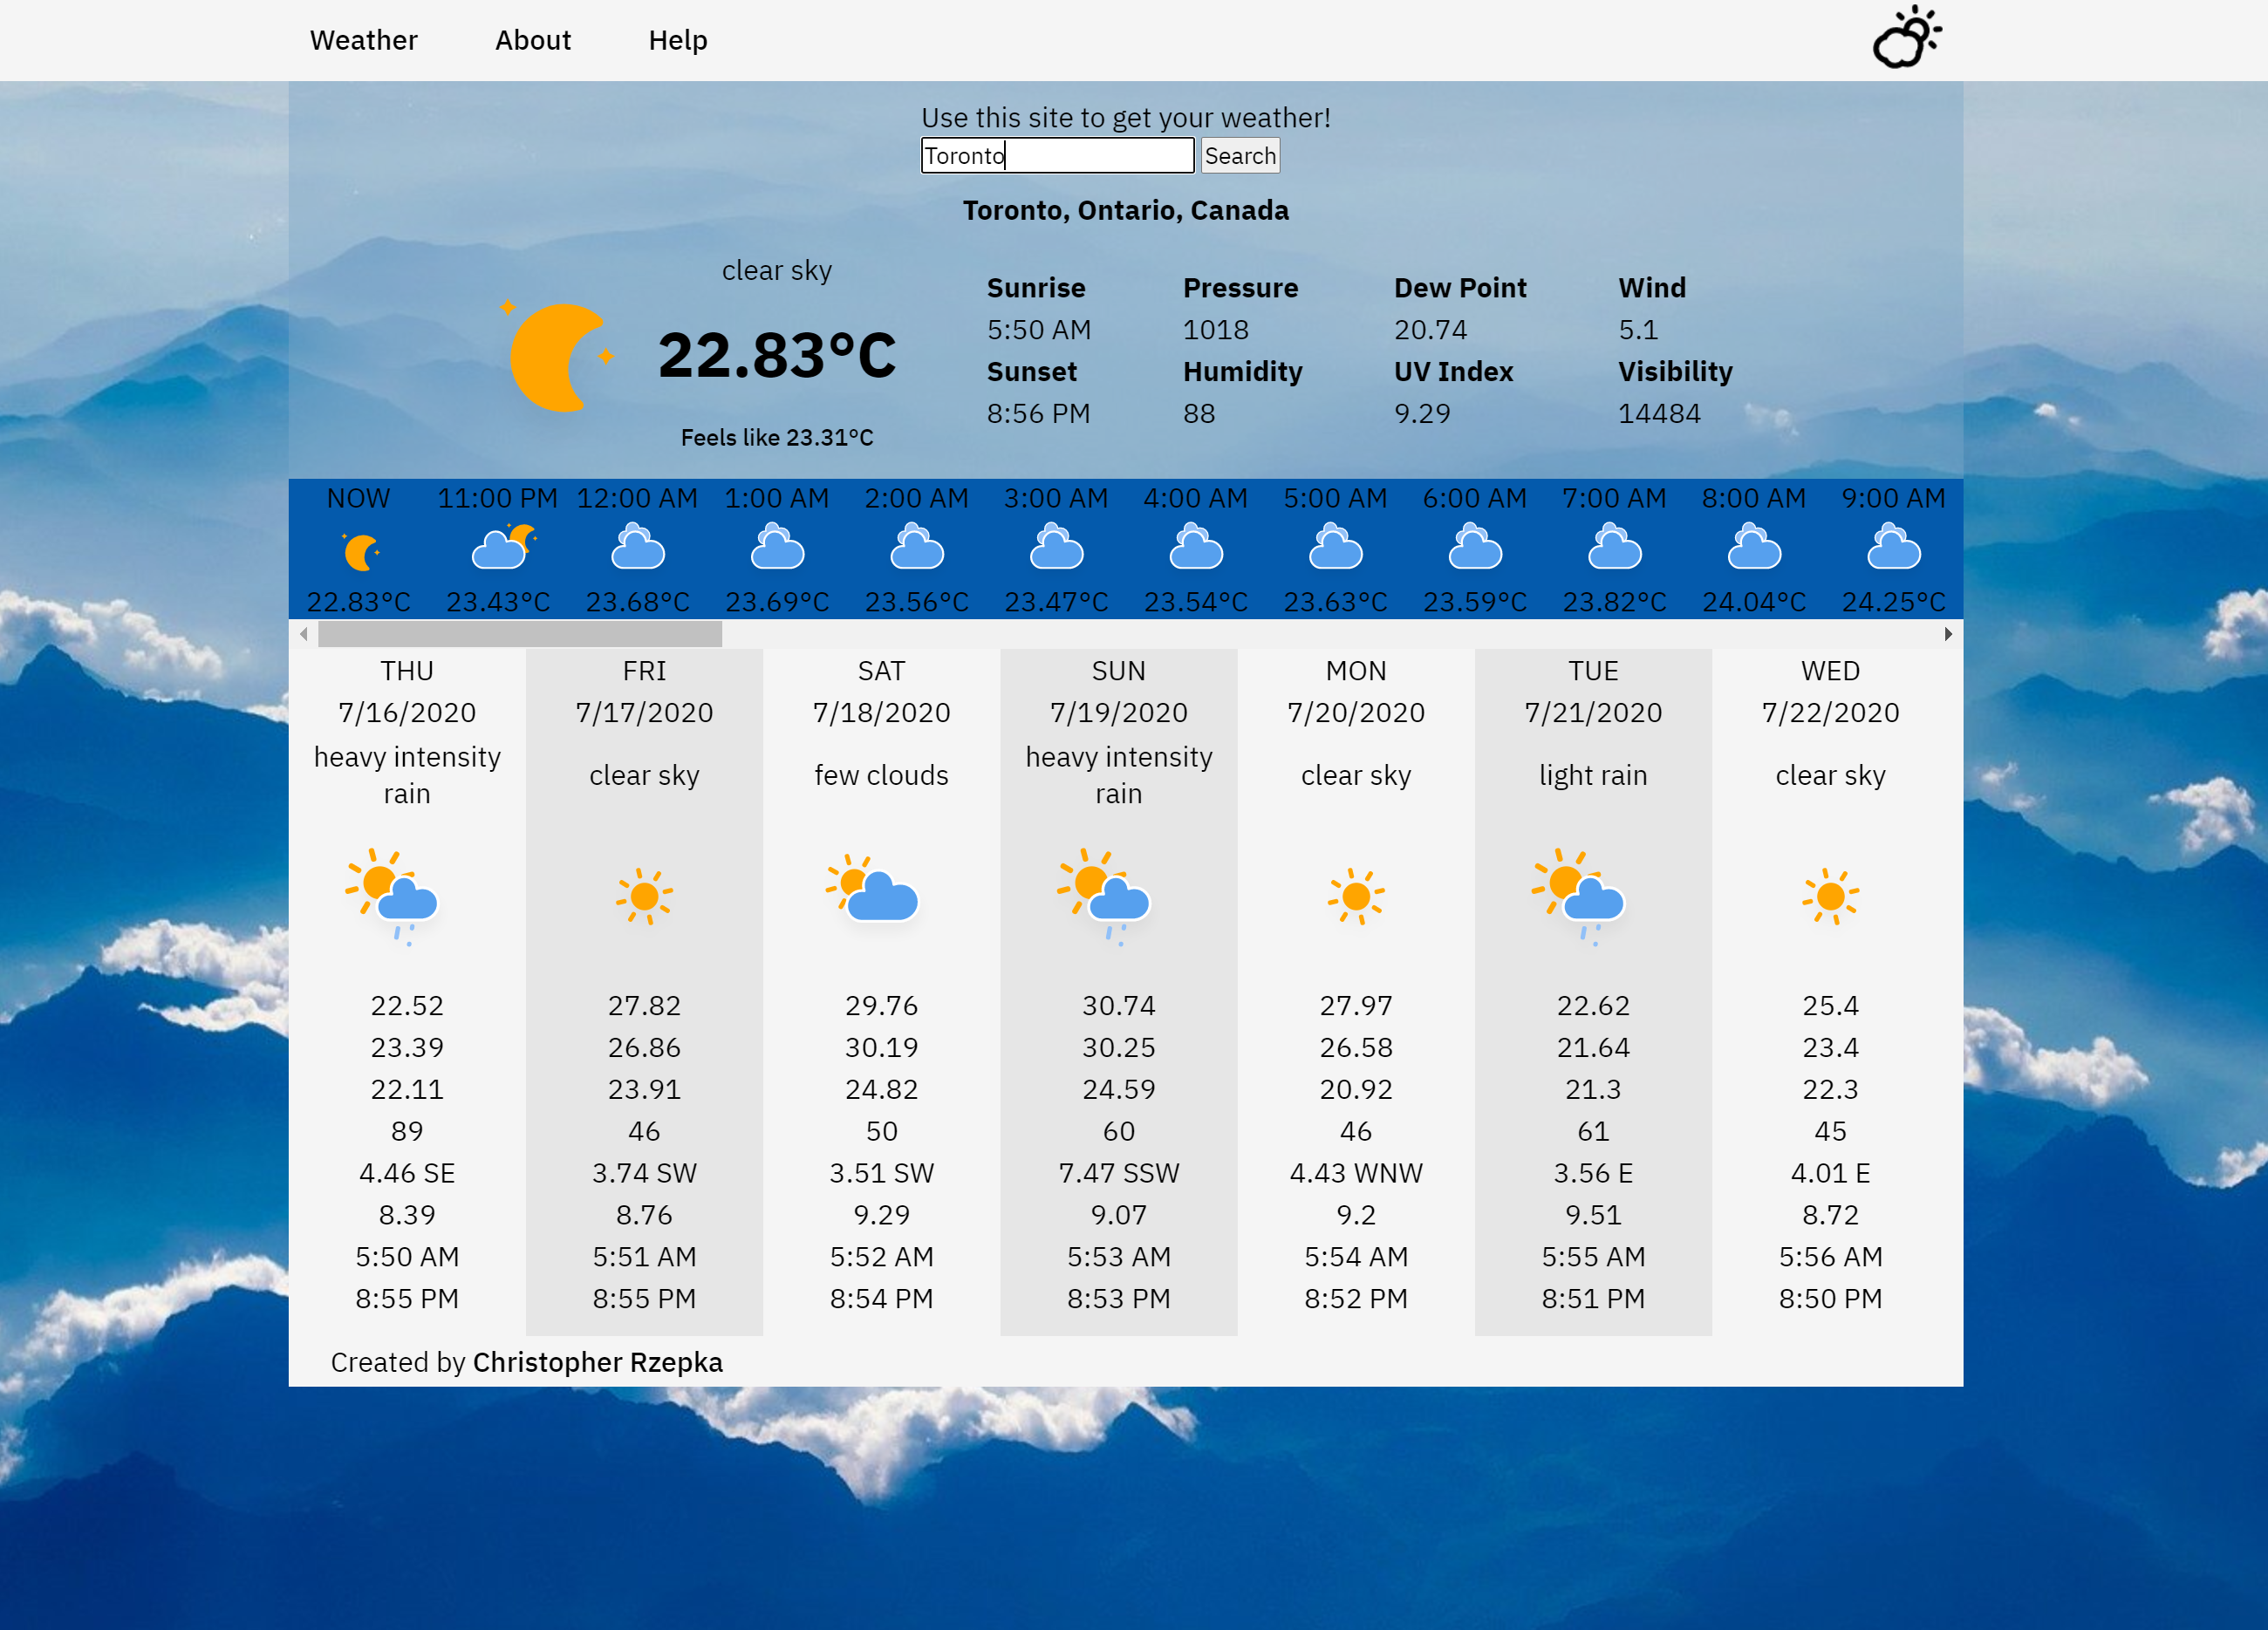 Weather About Help
Use this site to get your weather!
Toronto Search
Toronto, Ontario, Canada
clear sky
22.83°C
Feels like 23.31°C
Sunrise Pressure Dew Point Wind
5:50 AM 1018 20.74 5.1
Sunset Humidity UV Index Visibility
8:56 PM 88 9.29 14484
NOW 11:00 PM 12:00 AM 1:00 AM 2:00 AM 3:00 AM 4:00 AM 5:00 AM 6:00 AM 7:00 AM 8:00 AM 9:00 AM
22.83°C 23.43°C 23.68°C 23.69°C 23.56°C 23.47°C 23.54°C 23.63°C 23.59°C 23.82°C 24.04°C 24.25°C
THU FRI SAT SUN MON TUE WED
7/16/2020 7/17/2020 7/18/2020 7/19/2020 7/20/2020 7/21/2020 7/22/2020
heavy intensity rain clear sky few clouds heavy intensity rain clear sky light rain clear sky
22.52 27.82 29.76 30.74 27.97 22.62 25.4
23.39 26.86 30.19 30.25 26.58 21.64 23.4
22.11 23.91 24.82 24.59 20.92 21.3 22.3
89 46 50 60 46 61 45
4.46 SE 3.74 SW 3.51 SW 7.47 SSW 4.43 WNW 3.56 E 4.01 E
8.39 8.76 9.29 9.07 9.2 9.51 8.72
5:50 AM 5:51 AM 5:52 AM 5:53 AM 5:54 AM 5:55 AM 5:56 AM
8:55 PM 8:55 PM 8:54 PM 8:53 PM 8:52 PM 8:51 PM 8:50 PM
Created by Christopher Rzepka